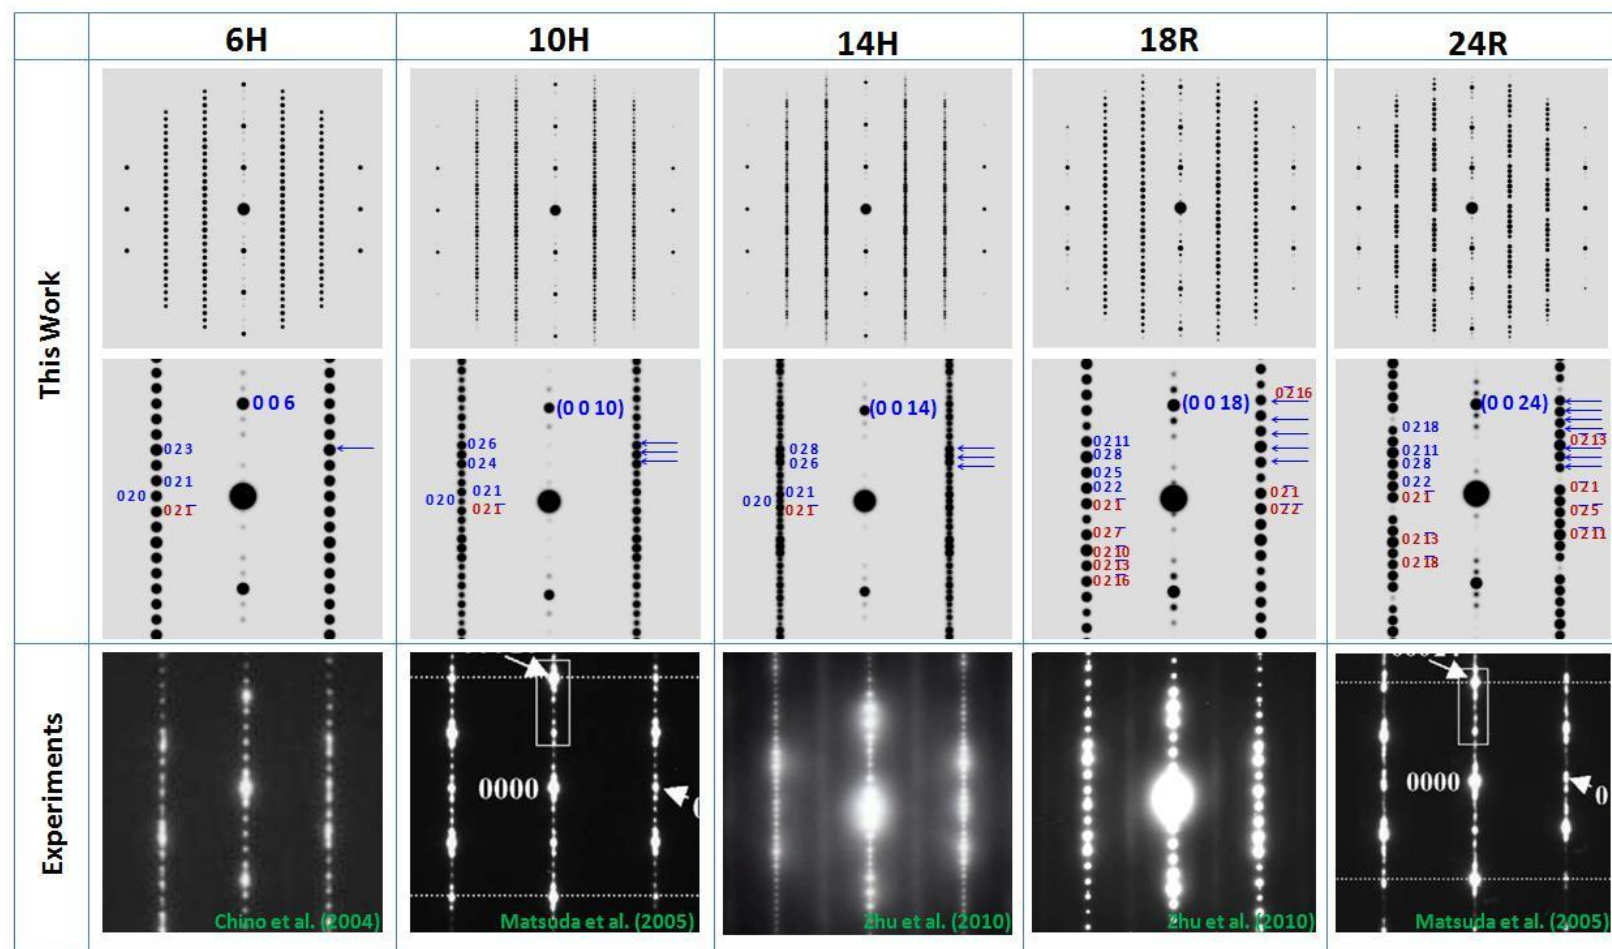 6H
10H
14H
18R
24R
This Work
0 0 6
0 2 3
0 2 1
0 2 0
0 2 1̅
(0 0 10)
0 2 6
0 2 4
0 2 1
0 2 0
0 2 1̅
(0 0 14)
0 2 8
0 2 6
0 2 1
0 2 0
0 2 1̅
(0 0 18)
0 2̅ 16
0 2 11
0 2 8
0 2 5
0 2 2
0 2 1̅
0 2 7̅
0 2 1̅0̅
0 2 1̅3̅
0 2 1̅6̅
0 2 1̅
0 2 2̅
(0 0 24)
0 2 18
0 2 11
0 2 8
0 2 2
0 2 1̅
0 2 1̅3̅
0 2 1̅8̅
0 2̅ 1̅3̅
0 2̅ 1
0 2̅ 5̅
0 2̅ 1̅1̅
Experiments
Chino et al. (2004)
0000
Matsuda et al. (2005)
Zhu et al. (2010)
Zhu et al. (2010)
0000
0
Matsuda et al. (2005)